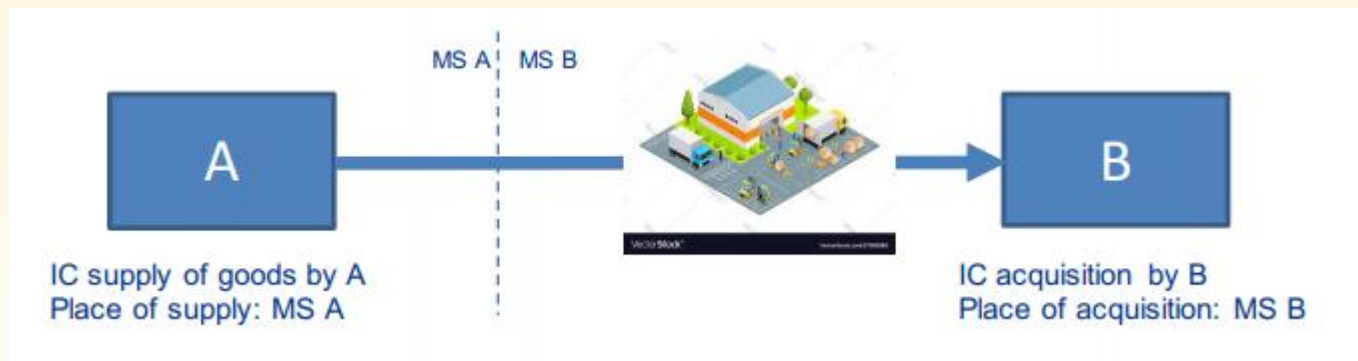 MS A
MS B
A
B
VectorStock®
IC supply of goods by A
Place of supply: MS A
IC acquisition by B
Place of acquisition: MS B